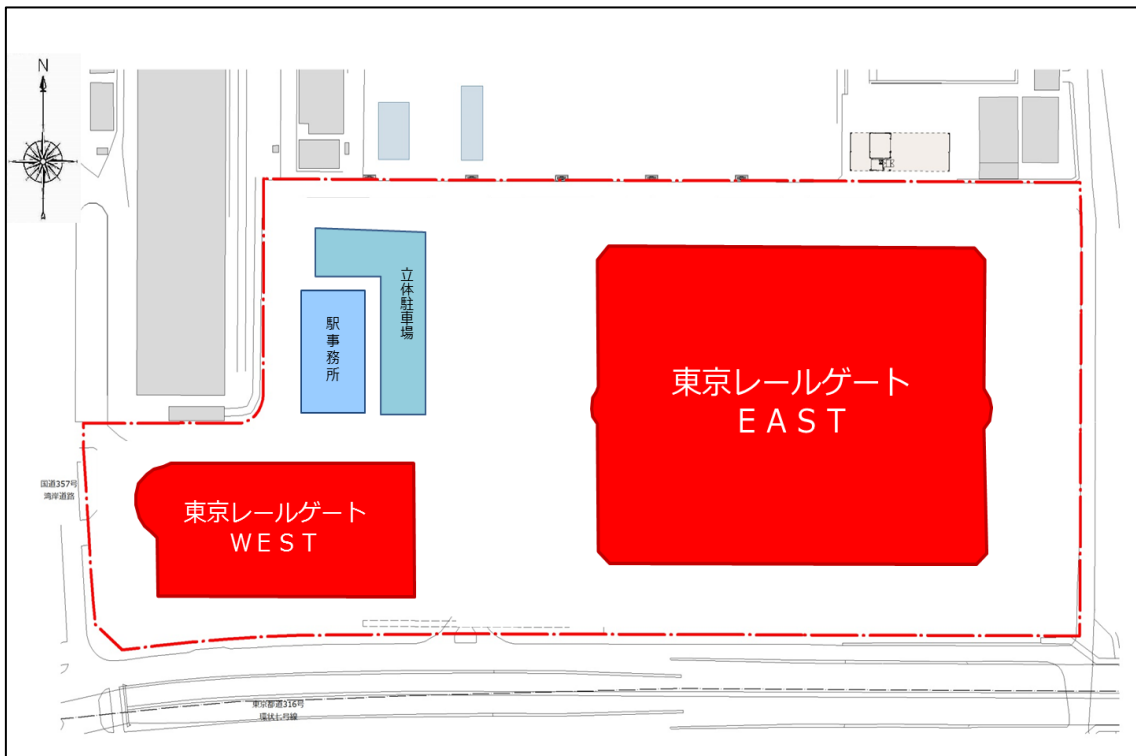 N
立体駐車場
駅事務所
東京レールゲート
EAST
国道357号
湾岸道路
東京レールゲート
WEST
東京都道316号
環状七号線